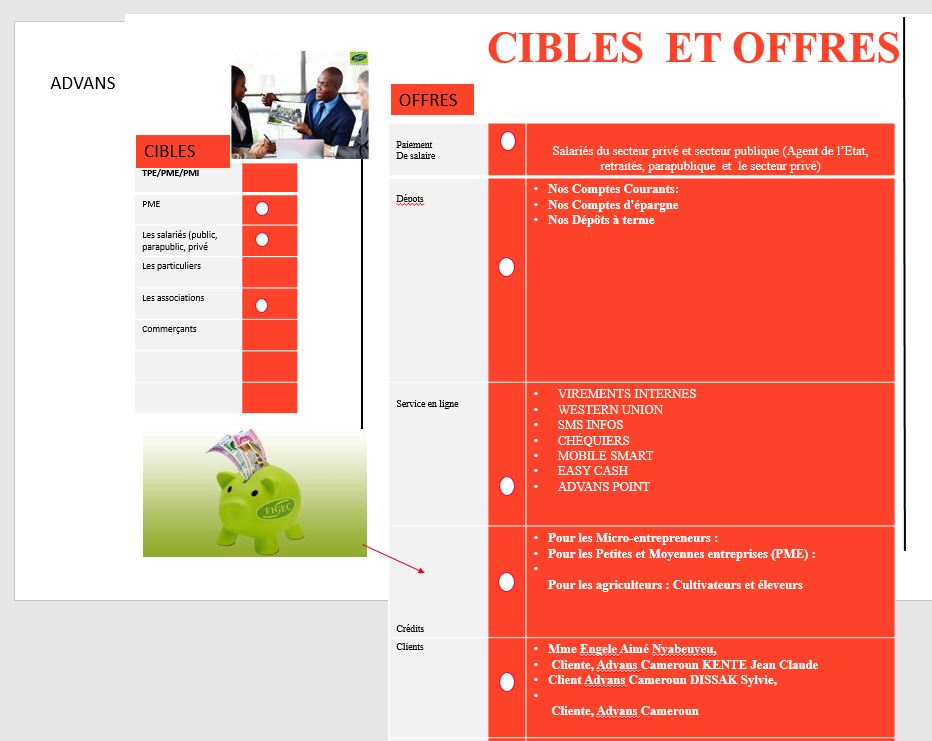 CIBLES ET OFFRES
ADVANS
FIGEC
OFFRES
CIBLES
TPE/PME/PMI
PME
Les salariés (public,
parapublic, privé
Les particuliers
Les associations
Commerçants
FIGEC
Paiement
De salaire
Salariés du secteur privé et secteur publique (Agent de l’Etat,
retraités, parapublique et le secteur privé)
Dépots
• Nos Comptes Courants:
• Nos Comptes d'épargne
• Nos Dépôts à terme
Service en ligne
• VIREMENTS INTERNES
• WESTERN UNION
• SMS INFOS
• CHÉQUIERS
• MOBILE SMART
• EASY CASH
• ADVANS POINT
Crédits
• Pour les Micro-entrepreneurs :
• Pour les Petites et Moyennes entreprises (PME) :
•
Pour les agriculteurs : Cultivateurs et éleveurs
Clients
• Mme Engele Aimé Nyabeuyeu,
• Cliente, Advans Cameroun KENTE Jean Claude
• Client Advans Cameroun DISSAK Sylvie,
•
Cliente, Advans Cameroun